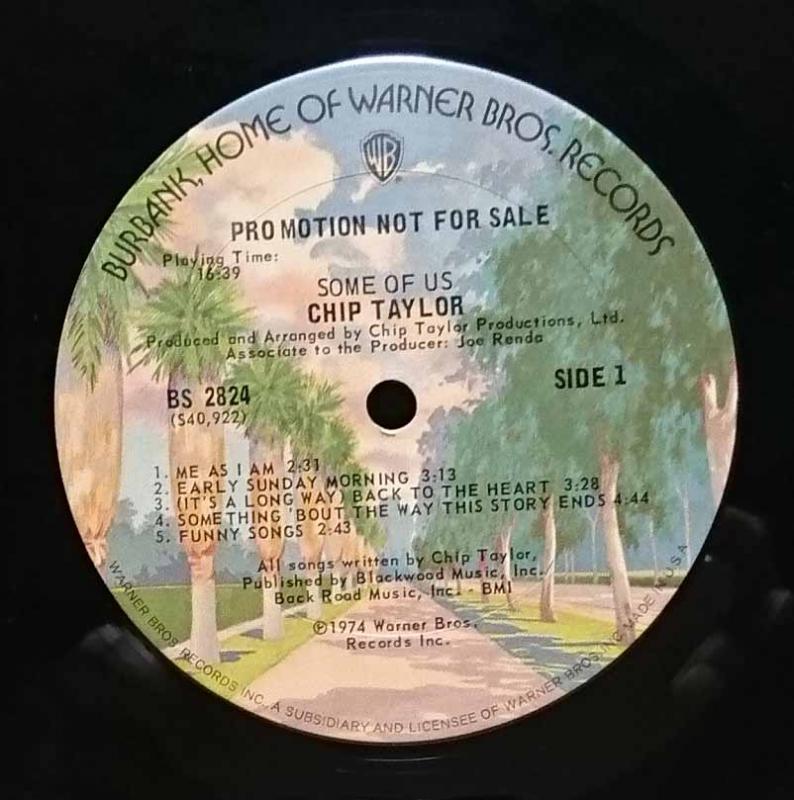 BURBANK, HOME OF WARNER BROS. RECORDS
WB
®
PROMOTION NOT FOR SALE
Playing Time:
16:39
SOME OF US
CHIP TAYLOR
Produced and Arranged by Chip Taylor Productions, Ltd.
Associate to the Producer: Joe Renda
BS 2824
SIDE 1
(S40,922)
1. ME AS I AM 2:31
2. EARLY SUNDAY MORNING 3:13
3. (IT'S A LONG WAY) BACK TO THE HEART 3:28
4. SOMETHING 'BOUT THE WAY THIS STORY ENDS 4:44
5. FUNNY SONGS 2:43
All songs written by Chip Taylor,
Published by Blackwood Music, Inc.
Back Road Music, Inc. - BMI
℗1974 Warner Bros.
Records Inc.
WARNER BROS. RECORDS INC., A SUBSIDIARY AND LICENSEE OF WARNER BROS. INC. MADE IN U.S.A.